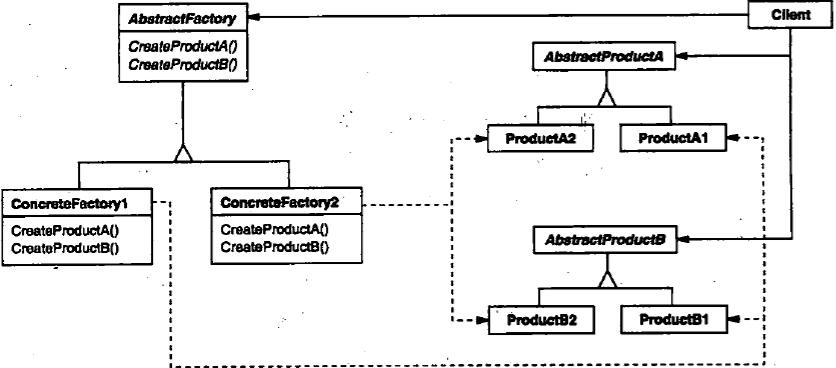 AbstractFactory
CreateProductA()
CreateProductB()
Client
AbstractProductA
ProductA2
ProductA1
ConcreteFactory1
CreateProductA()
CreateProductB()
ConcreteFactory2
CreateProductA()
CreateProductB()
AbstractProductB
ProductB2
ProductB1